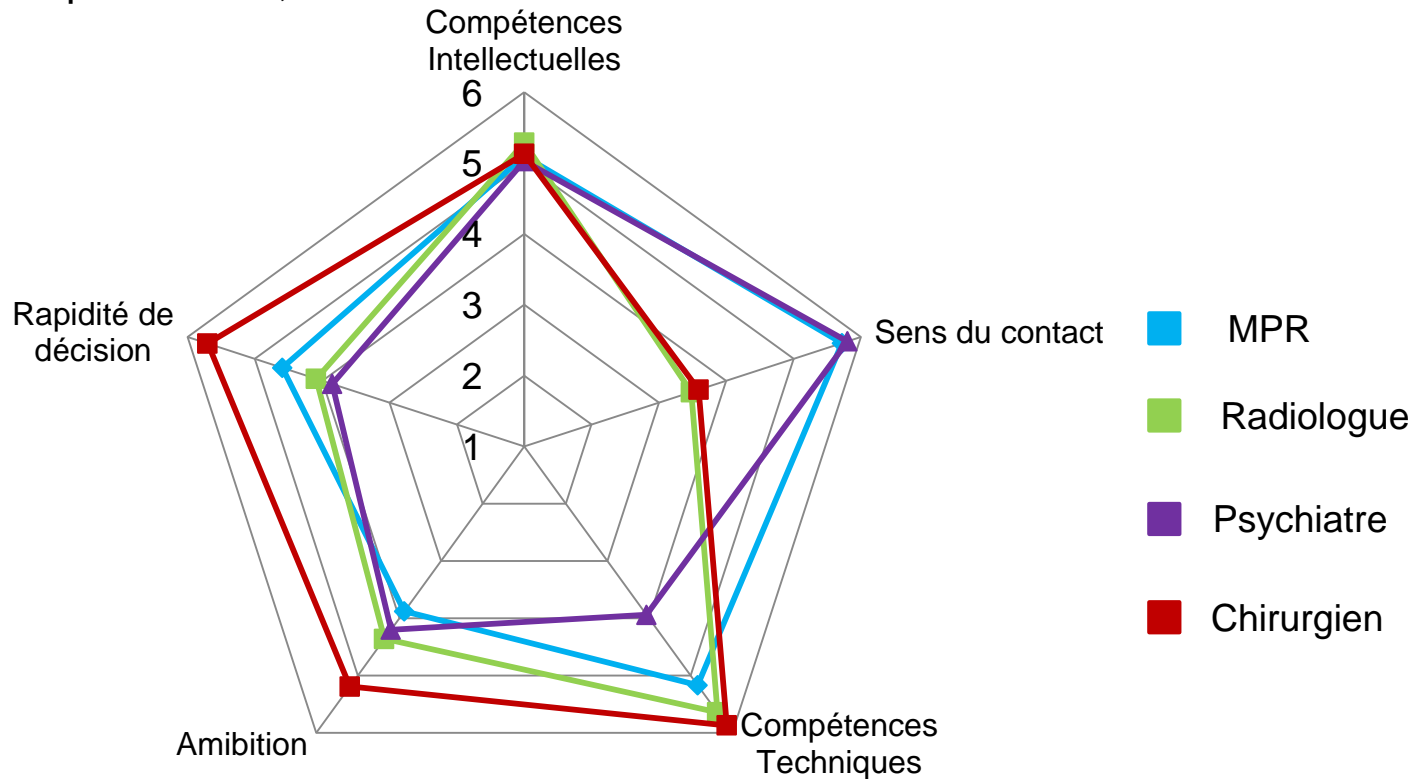 Compétences
Intellectuelles
6
5
4
3
2
1
Rapidité de
décision
Sens du contact
Amibition
Compétences
Techniques
MPR
Radiologue
Psychiatre
Chirurgien